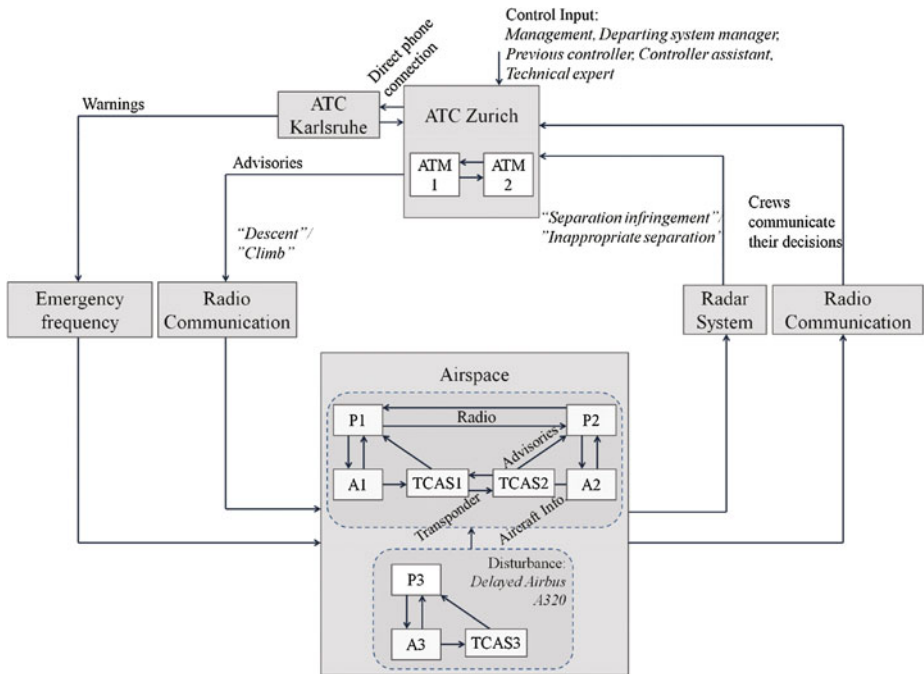 Control Input:
Management, Departing system manager,
Previous controller, Controller assistant,
Technical expert
Direct phone
connection
Warnings
ATC
Karlsruhe
ATC Zurich
ATM
1
ATM
2
Advisories
"Descent"/
"Climb"
"Separation infringement"/
"Inappropriate separation"
Crews
communicate
their decisions
Emergency
frequency
Radio
Communication
Radar
System
Radio
Communication
Airspace
P1
Radio
P2
Advisories
A1
TCAS1
TCAS2
A2
Transponder
Aircraft Info
Disturbance:
Delayed Airbus
A320
P3
A3
TCAS3